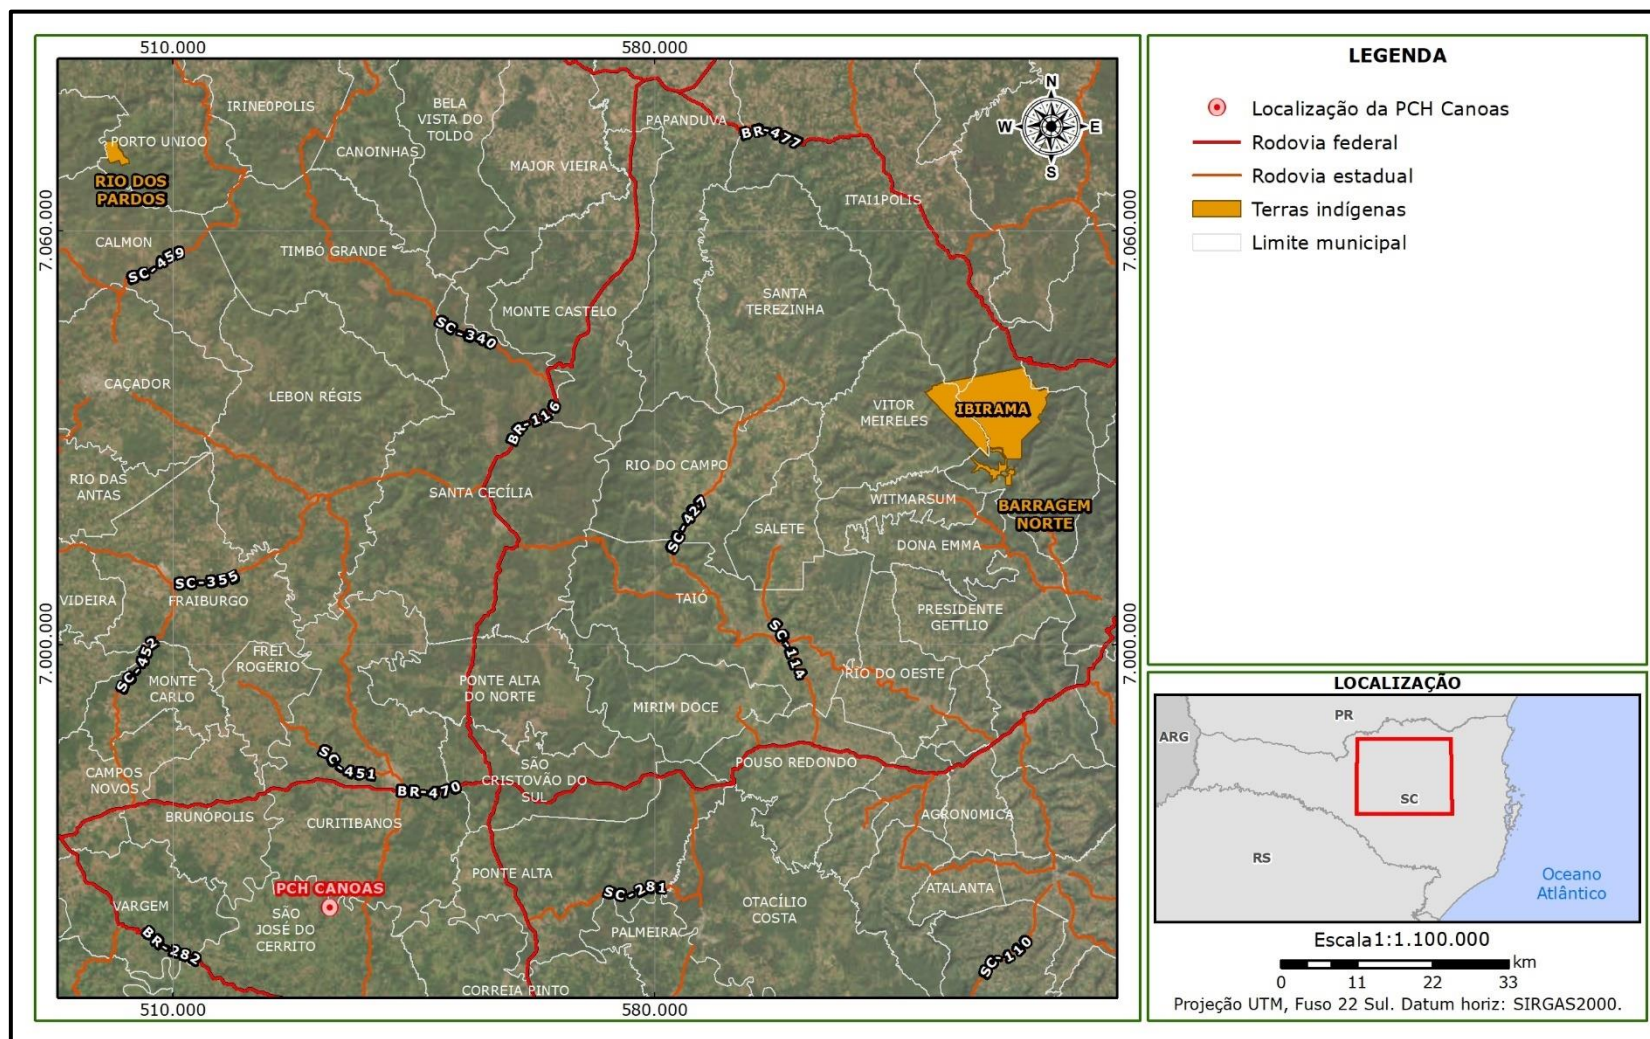 510.000
580.000
IRINE0POLIS
BELA
VISTA DO
TOLDO
PAPANDUVA
BR-477
N
W
E
S
PORTO UNIOO
CANOINHAS
MAJOR VIEIRA
RIO DOS
PARDOS
ITAI1POLIS
7.060.000
7.060.000
CALMON
SC-459
TIMBÓ GRANDE
SANTA
TEREZINHA
MONTE CASTELO
SC-340
CAÇADOR
LEBON RÉGIS
BR-116
VITOR
MEIRELES
IBIRAMA
RIO DAS
ANTAS
RIO DO CAMPO
SANTA CECÍLIA
SC-427
WITMARSUM
BARRAGEM
NORTE
SALETE
DONA EMMA
SC-355
VIDEIRA
FRAIBURGO
TAIÓ
PRESIDENTE
GETTLIO
SC-452
SC-114
7.000.000
7.000.000
FREI
ROGÉRIO
MONTE
CARLO
PONTE ALTA
DO NORTE
RIO DO OESTE
MIRIM DOCE
SC-451
CAMPOS
NOVOS
SÃO
CRISTOVÃO DO
SUL
POUSO REDONDO
BR-470
BRUNÓPOLIS
CURITIBANOS
AGRON0MICA
PONTE ALTA
PCH CANOAS
SC-281
ATALANTA
VARGEM
SÃO
JOSÉ DO
CERRITO
OTACÍLIO
COSTA
PALMEIRA
BR-282
SC-110
CORREIA PINTO
510.000
580.000
LEGENDA
Localização da PCH Canoas
Rodovia federal
Rodovia estadual
Terras indígenas
Limite municipal
LOCALIZAÇÃO
PR
ARG
SC
RS
Oceano
Atlântico
Escala1:1.100.000
km
0 11 22 33
Projeção UTM, Fuso 22 Sul. Datum horiz: SIRGAS2000.